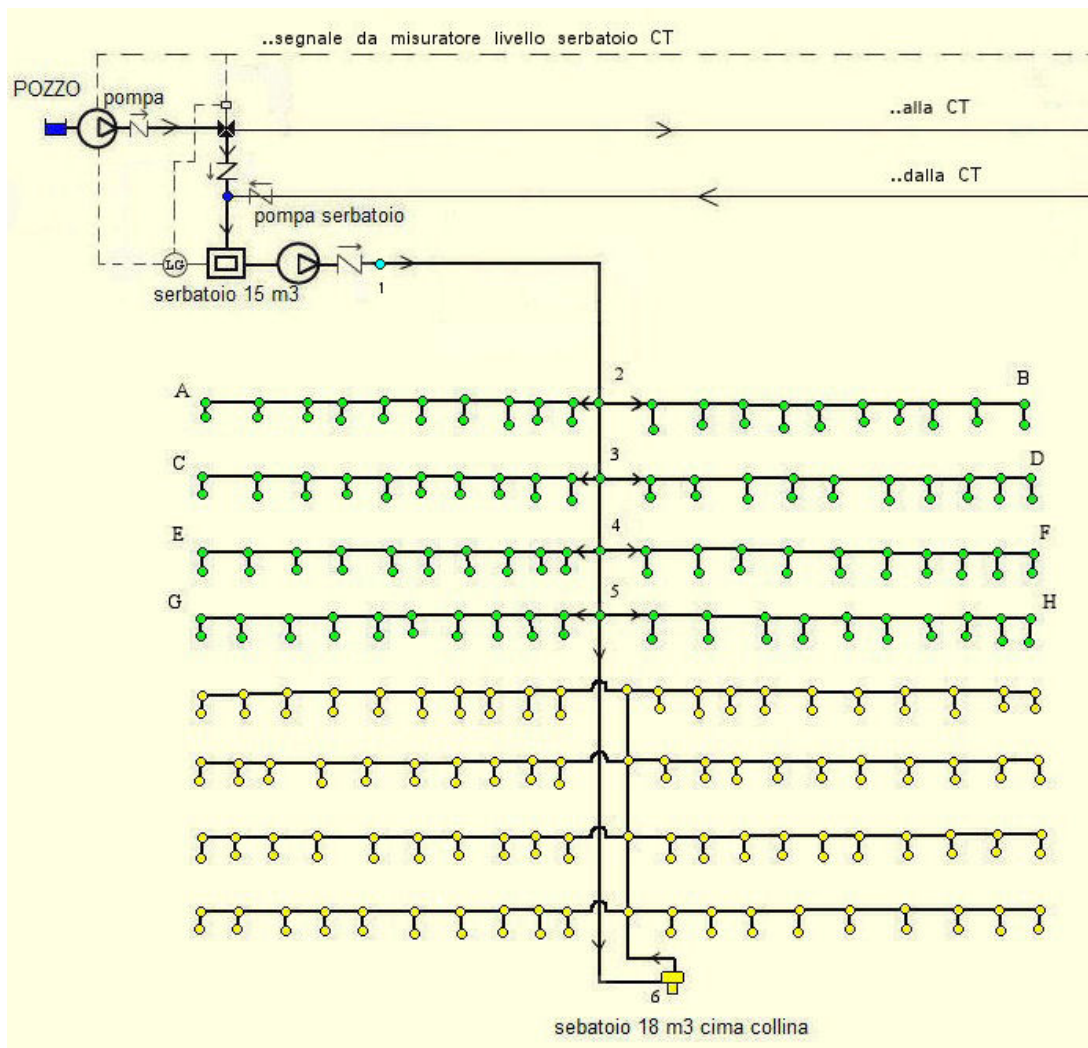 ..segnale da misuratore livello serbatoio CT
POZZO
pompa
..alla CT
..dalla CT
pompa serbatoio
LG
serbatoio 15 m3
1
2
A
B
3
C
D
4
E
F
5
G
H
6
sebatoio 18 m3 cima collina